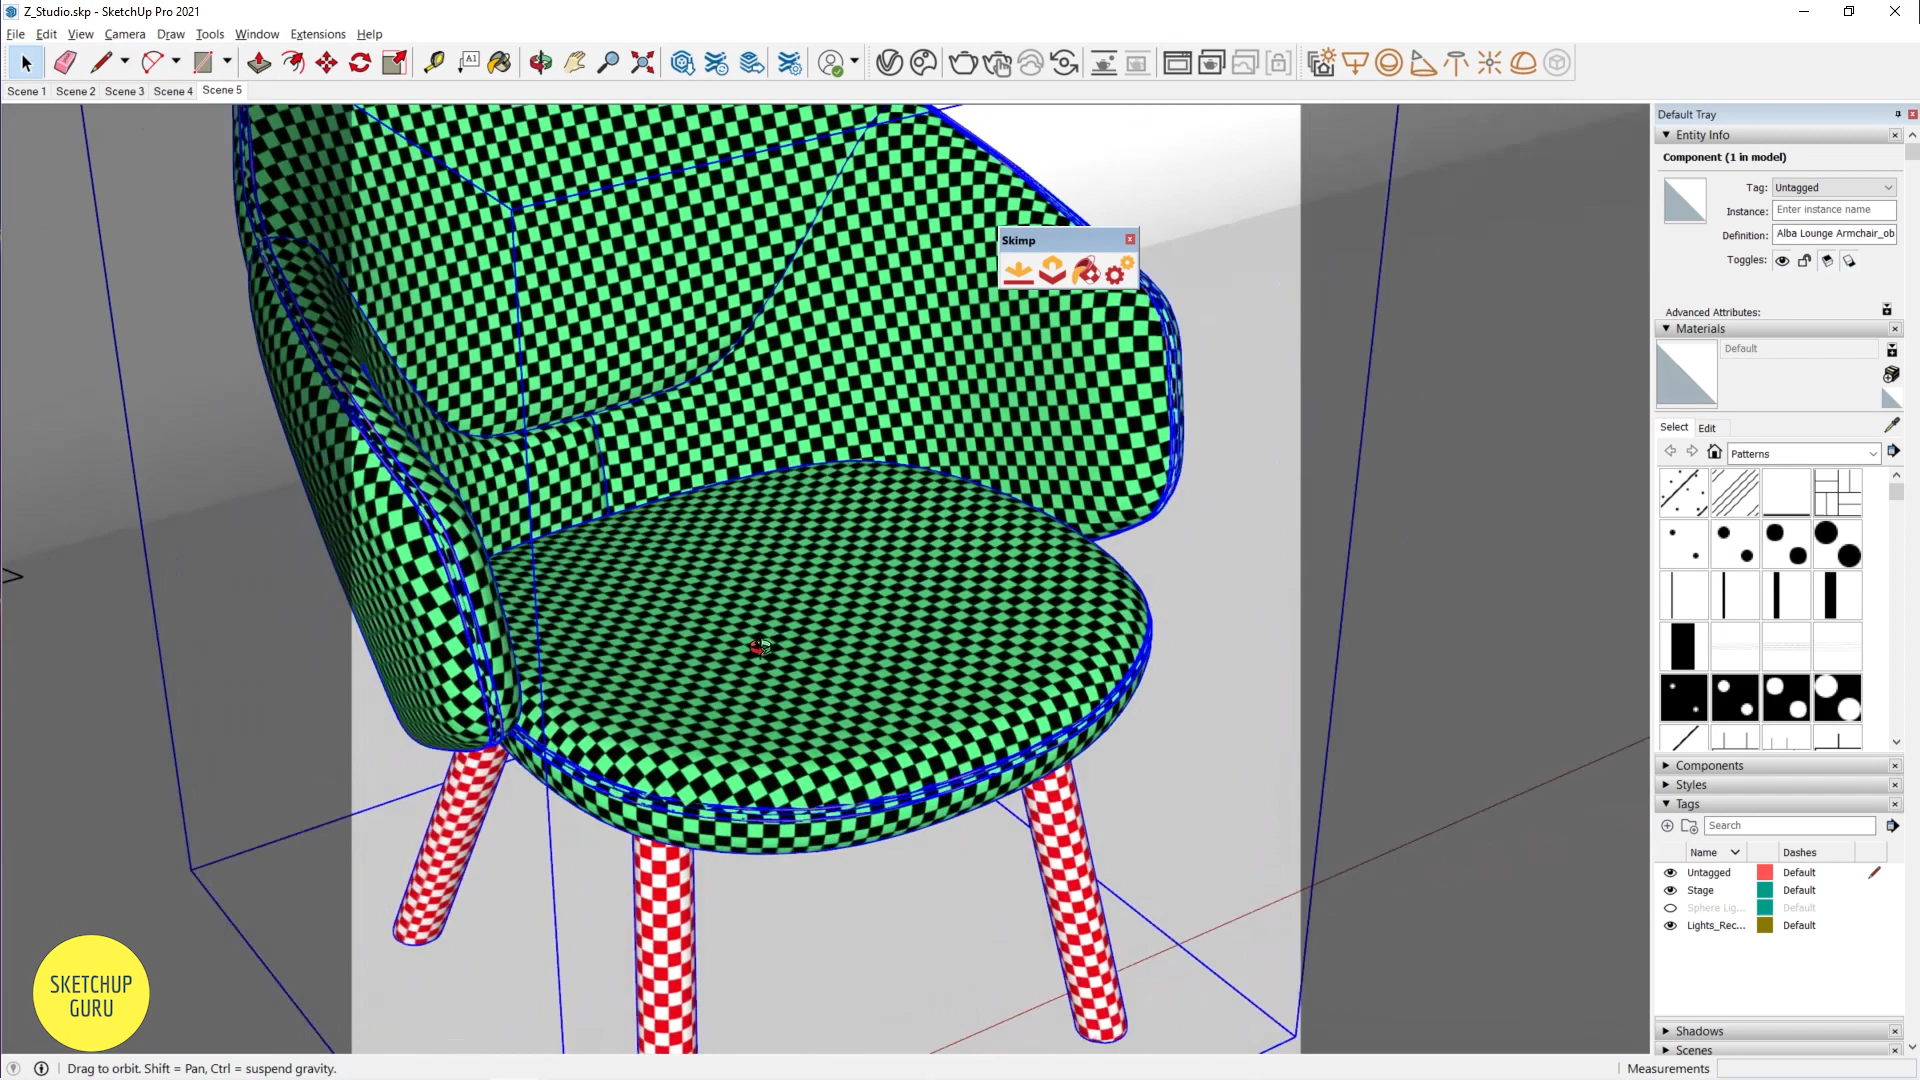 Z_Studio.skp - SketchUp Pro 2021
File Edit View Camera Draw Tools Window Extensions Help
A1
Scene 1 Scene 2 Scene 3 Scene 4 Scene 5
Default Tray
Entity Info
Component (1 in model)
Tag: Untagged
Instance: Enter instance name
Definition: Alba Lounge Armchair_ob
Toggles:
Advanced Attributes:
Materials
Default
Select Edit
Patterns
Skimp
Components
Styles
Tags
Search
Name Dashes
Untagged Default
Stage Default
Sphere Lig... Default
Lights_Rec... Default
Shadows
Scenes
SKETCHUP
GURU
Drag to orbit. Shift = Pan, Ctrl = suspend gravity.
Measurements